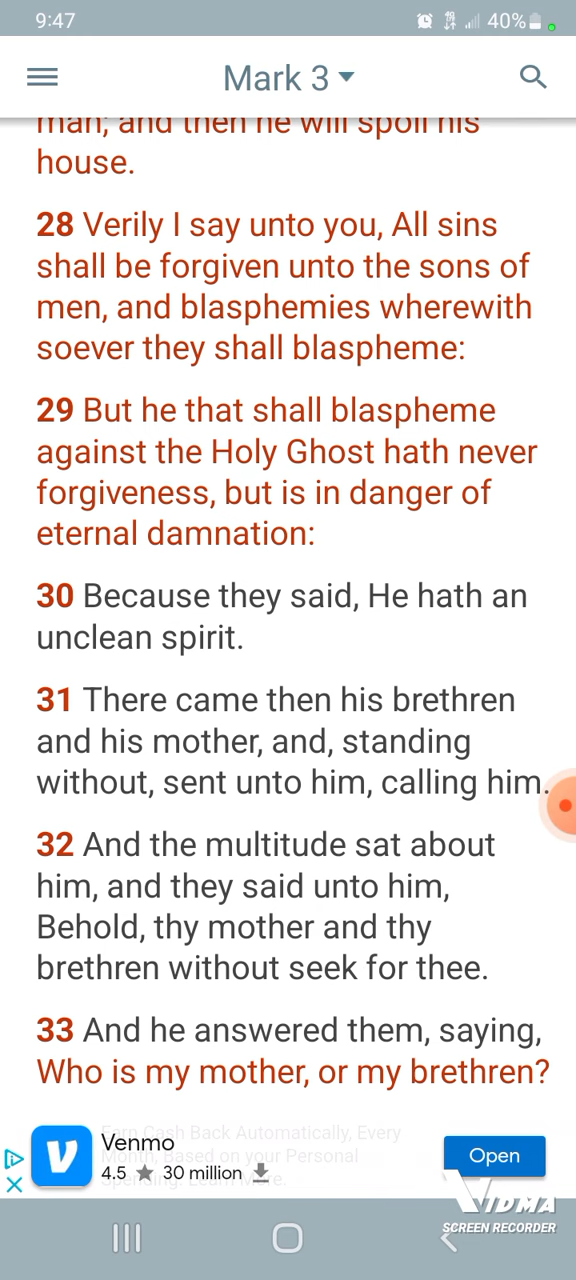 9:47
40%
Mark 3
man; and then he will spoil his
house.
28 Verily I say unto you, All sins
shall be forgiven unto the sons of
men, and blasphemies wherewith
soever they shall blaspheme:
29 But he that shall blaspheme
against the Holy Ghost hath never
forgiveness, but is in danger of
eternal damnation:
30 Because they said, He hath an
unclean spirit.
31 There came then his brethren
and his mother, and, standing
without, sent unto him, calling him.
32 And the multitude sat about
him, and they said unto him,
Behold, thy mother and thy
brethren without seek for thee.
33 And he answered them, saying,
Who is my mother, or my brethren?
Earn Cash Back Automatically, Every
Month, Based on your Personal
Spending. Learn More.
Venmo
4.5 ★ 30 million
Open
VIDMA
SCREEN RECORDER